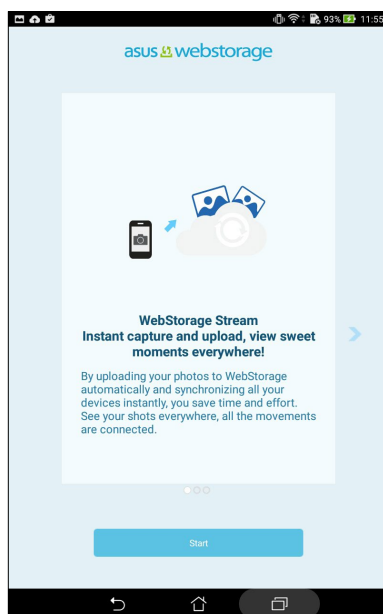 93% 11:55
asus webstorage
WebStorage Stream
Instant capture and upload, view sweet
moments everywhere!
By uploading your photos to WebStorage
automatically and synchronizing all your
devices instantly, you save time and effort.
See your shots everywhere, all the movements
are connected.
Start